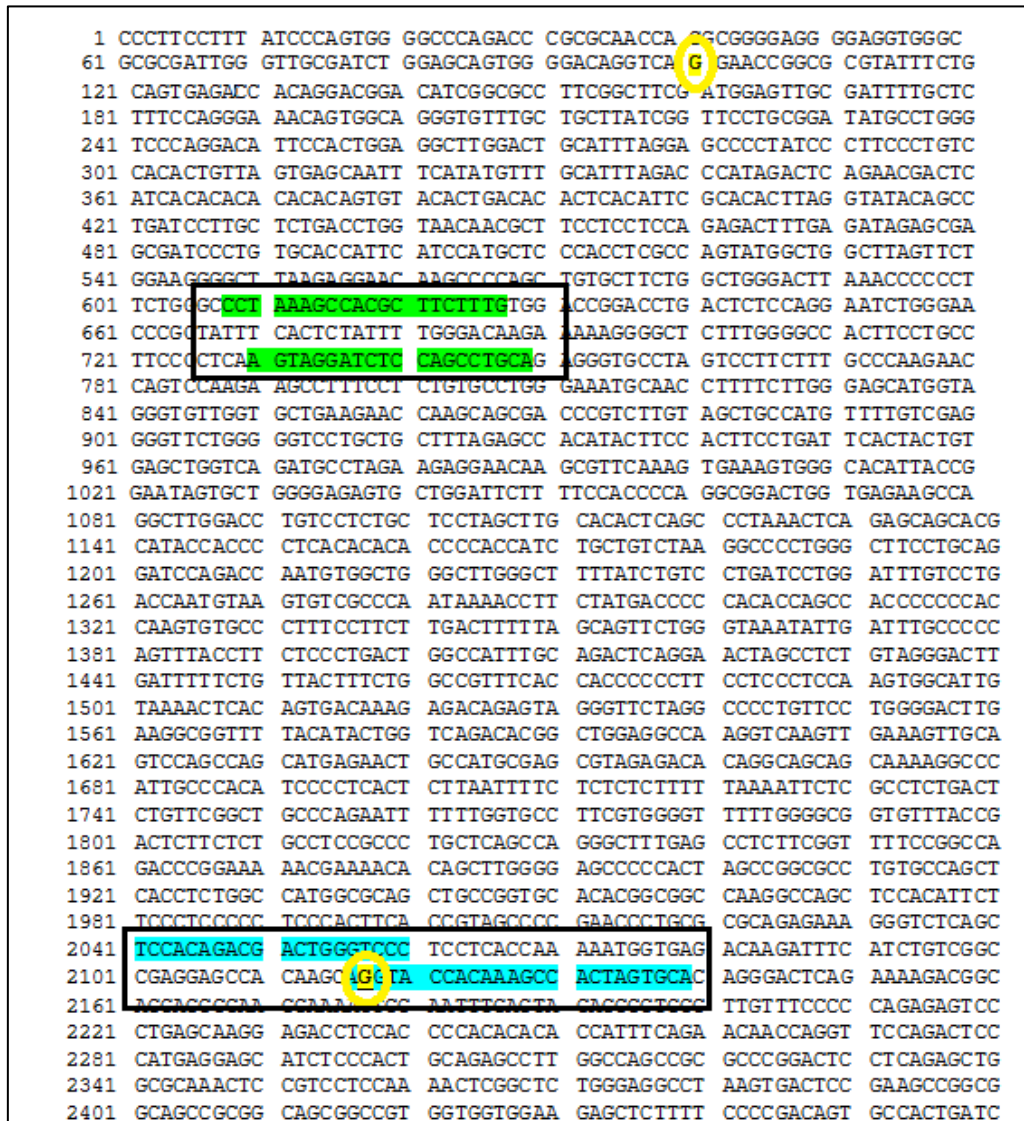 1 CCCTTCCTTT ATCCCAGTGG GGCCCAGACC CGCGCAACCA GGCGGGGAGG GGAGGTGGGC
61 GCGCGATTGG GTTGCGATCT GGAGCAGTGG GGACAGGTCA G GAACCGGCG CGTATTTCTG
121 CAGTGAGACC ACAGGACGGA CATCGGCGCC TTCGGCTTCG ATGGAGTTGC GATTTTGCTC
181 TTTCCAGGGA AACAGTGGCA GGGTGTTTGC TGCTTATCGG TTCCTGCGGA TATGCCTGGG
241 TCCCAGGACA TTCCACTGGA GGCTTGGACT GCATTTAGGA GCCCCTATCC CTTCCCTGTC
301 CACACTGTTA GTGAGCAATT TCATATGTTT GCATTTAGAC CCATAGACTC AGAACGACTC
361 ATCACACACA CACACAGTGT ACACTGACAC ACTCACATTC GCACACTTAG GTATACAGCC
421 TGATCCTTGC TCTGACCTGG TAACAACGCT TCCTCCTCCA GAGACTTTGA GATAGAGCGA
481 GCGATCCCTG TGCACCATTC ATCCATGCTC CCACCTCGCC AGTATGGCTG GCTTAGTTCT
541 GGAAGGGGCT TAAGAGGAAC AAGCCCCAGC TGTGCTTCTG GCTGGGACTT AAACCCCCCT
601 TCTGGGCCCT AAAGCCACGC TTCTTTGTGG ACCGGACCTG ACTCTCCAGG AATCTGGGAA
661 CCCGCTATTT CACTCTATTT TGGGACAAGA AAAAGGGGCT CTTTGGGGCC ACTTCCTGCC
721 TTCCCCTCAA AGTAGGATCTC CAGCCTGCAG AGGGTGCCTA GTCCTTCTTT GCCCAAGAAC
781 CAGTCCAAGA AGCCTTTCCT CTGTGCCTGG GAAATGCAAC CTTTTCTTGG GAGCATGGTA
841 GGGTGTTGGT GCTGAAGAAC CAAGCAGCGA CCCGTCTTGT AGCTGCCATG TTTTGTCGAG
901 GGGTTCTGGG GGTCCTGCTG CTTTAGAGCC ACATACTTCC ACTTCCTGAT TCACTACTGT
961 GAGCTGGTCA GATGCCTAGA AGAGGAACAA GCGTTCAAAG TGAAAGTGGG CACATTACCG
1021 GAATAGTGCT GGGGAGAGTG CTGGATTCTT TTCCACCCCA GGCGGACTGG TGAGAAGCCA
1081 GGCTTGGACC TGTCCTCTGC TCCTAGCTTG CACACTCAGC CCTAAACTCA GAGCAGCACG
1141 CATACCACCC CTCACACACA CCCCACCATC TGCTGTCTAA GGCCCCTGGG CTTCCTGCAG
1201 GATCCAGACC AATGTGGCTG GGCTTGGGCT TTTATCTGTC CTGATCCTGG ATTTGTCCTG
1261 ACCAATGTAA GTGTCGCCCA ATAAAACCTT CTATGACCCC CACACCAGCC ACCCCCCCAC
1321 CAAGTGTGCC CTTTCCTTCT TGACTTTTTA GCAGTTCTGG GTAAATATTG ATTTGCCCCC
1381 AGTTTACCTT CTCCCTGACT GGCCATTTGC AGACTCAGGA ACTAGCCTCT GTAGGGACTT
1441 GATTTTTCTG TTACTTTCTG GCCGTTTCAC CACCCCCCTT CCTCCCTCCA AGTGGCATTG
1501 TAAAACTCAC AGTGACAAAG AGACAGAGTA GGGTTCTAGG CCCCTGTTCC TGGGGACTTG
1561 AAGGCGGTTT TACATACTGG TCAGACACGG CTGGAGGCCA AGGTCAAGTT GAAAGTTGCA
1621 GTCCAGCCAG CATGAGAACT GCCATGCGAG CGTAGAGACA CAGGCAGCAG CAAAAGGCCC
1681 ATTGCCCACA TCCCCTCACT CTTAATTTTC TCTCTCTTTT TAAAATTCTC GCCTCTGACT
1741 CTGTTCGGCT GCCCAGAATT TTTTGGTGCC TTCGTGGGGT TTTTGGGGCG GTGTTTACCG
1801 ACTCTTCTCT GCCTCCGCCC TGCTCAGCCA GGGCTTTGAG CCTCTTCGGT TTTCCGGCCA
1861 GACCCGGAAA AACGAAAACA CAGCTTGGGG AGCCCCCACT AGCCGGCGCC TGTGCCAGCT
1921 CACCTCTGGC CATGGCGCAG CTGCCGGTGC ACACGGCGGC CAAGGCCAGC TCCACATTCT
1981 TCCCTCCCCC TCCCACTTCA CCGTAGCCCC GAACCCTGCG CGCAGAGAAA GGGTCTCAGC
2041 TCCACAGACG ACTGGGTCCC TCCTCACCAA AAATGGTGAG ACAAGATTTC ATCTGTCGGC
2101 CGAGGAGCCA CAAGCAGGTA CCACAAAGCC ACTAGTGCAC AGGGACTCAG AAAAGACGGC
2161 AATTTCAGTA TTGTTTCCCC CAGAGAGTCC
2221 CTGAGCAAGG AGACCTCCAC CCCACACACA CCATTTCAGA ACAACCAGGT TCCAGACTCC
2281 CATGAGGAGC ATCTCCCACT GCAGAGCCTT GGCCAGCCGC GCCCGGACTC CTCAGAGCTG
2341 GCGCAAACTC CGTCCTCCAA AACTCGGCTC TGGGAGGCCT AAGTGACTCC GAAGCCGGCG
2401 GCAGCCGCGG CAGCGGCCGT GGTGGTGGAA GAGCTCTTTT CCCCGACAGT GCCACTGATC